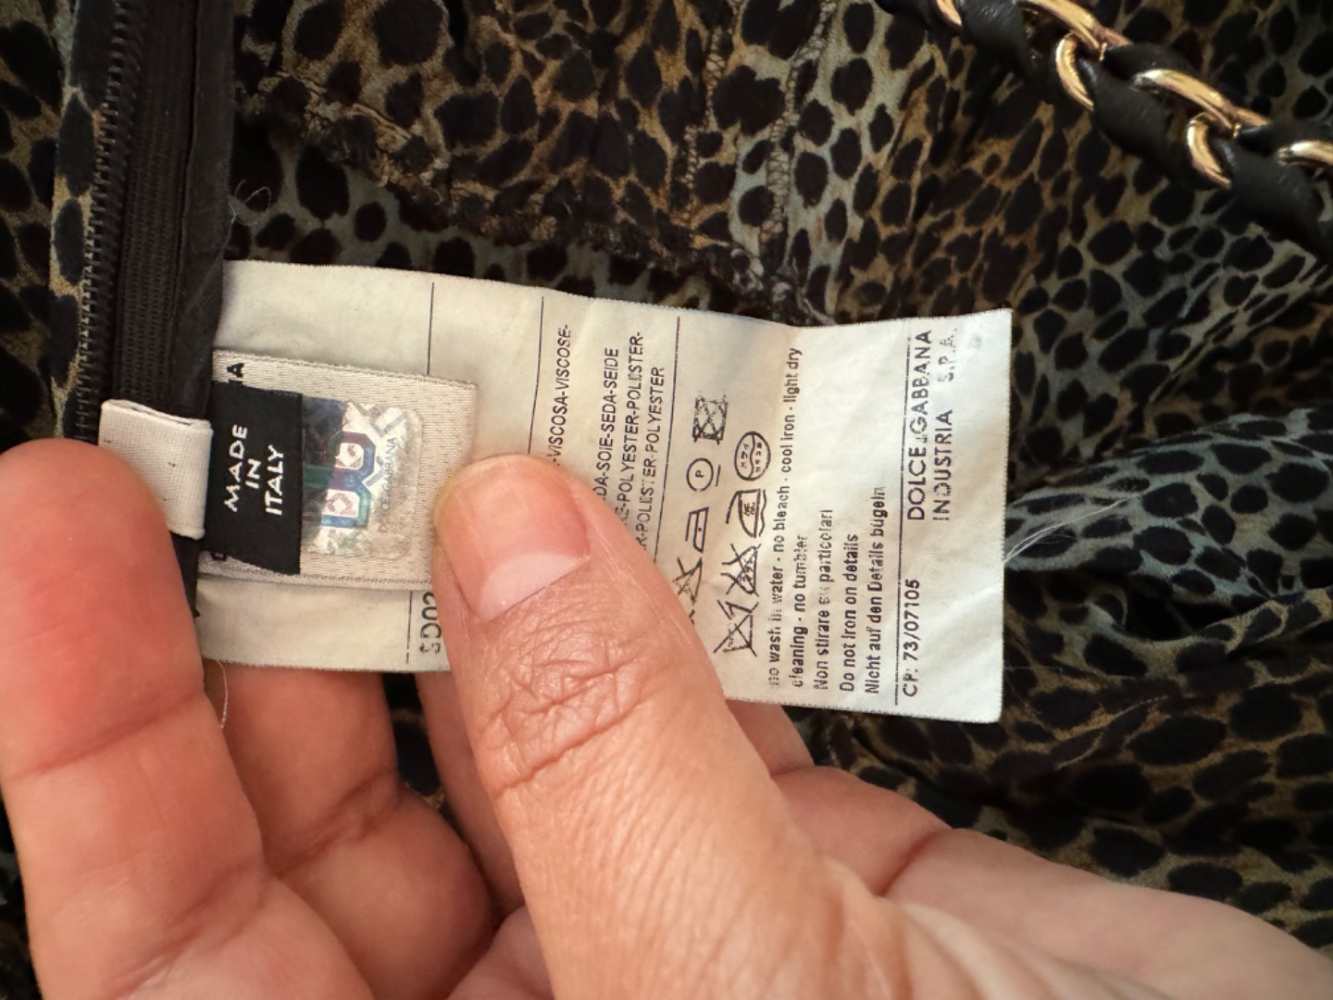 MADE
IN
ITALY
-VISCOSA-VISCOSE-
DA-SOIE-SEDA-SEIDE
E-POLYESTER-POLIESTER-
R-POLIESTER-POLYESTER
P
no wash in water - no bleach - cool iron - light dry
cleaning - no tumbler
Non stirare su particolari
Do not iron on details
Nicht auf den Details bügeln
CP: 73/07105
DOLCE&GABBANA
INDUSTRIA S.P.A.